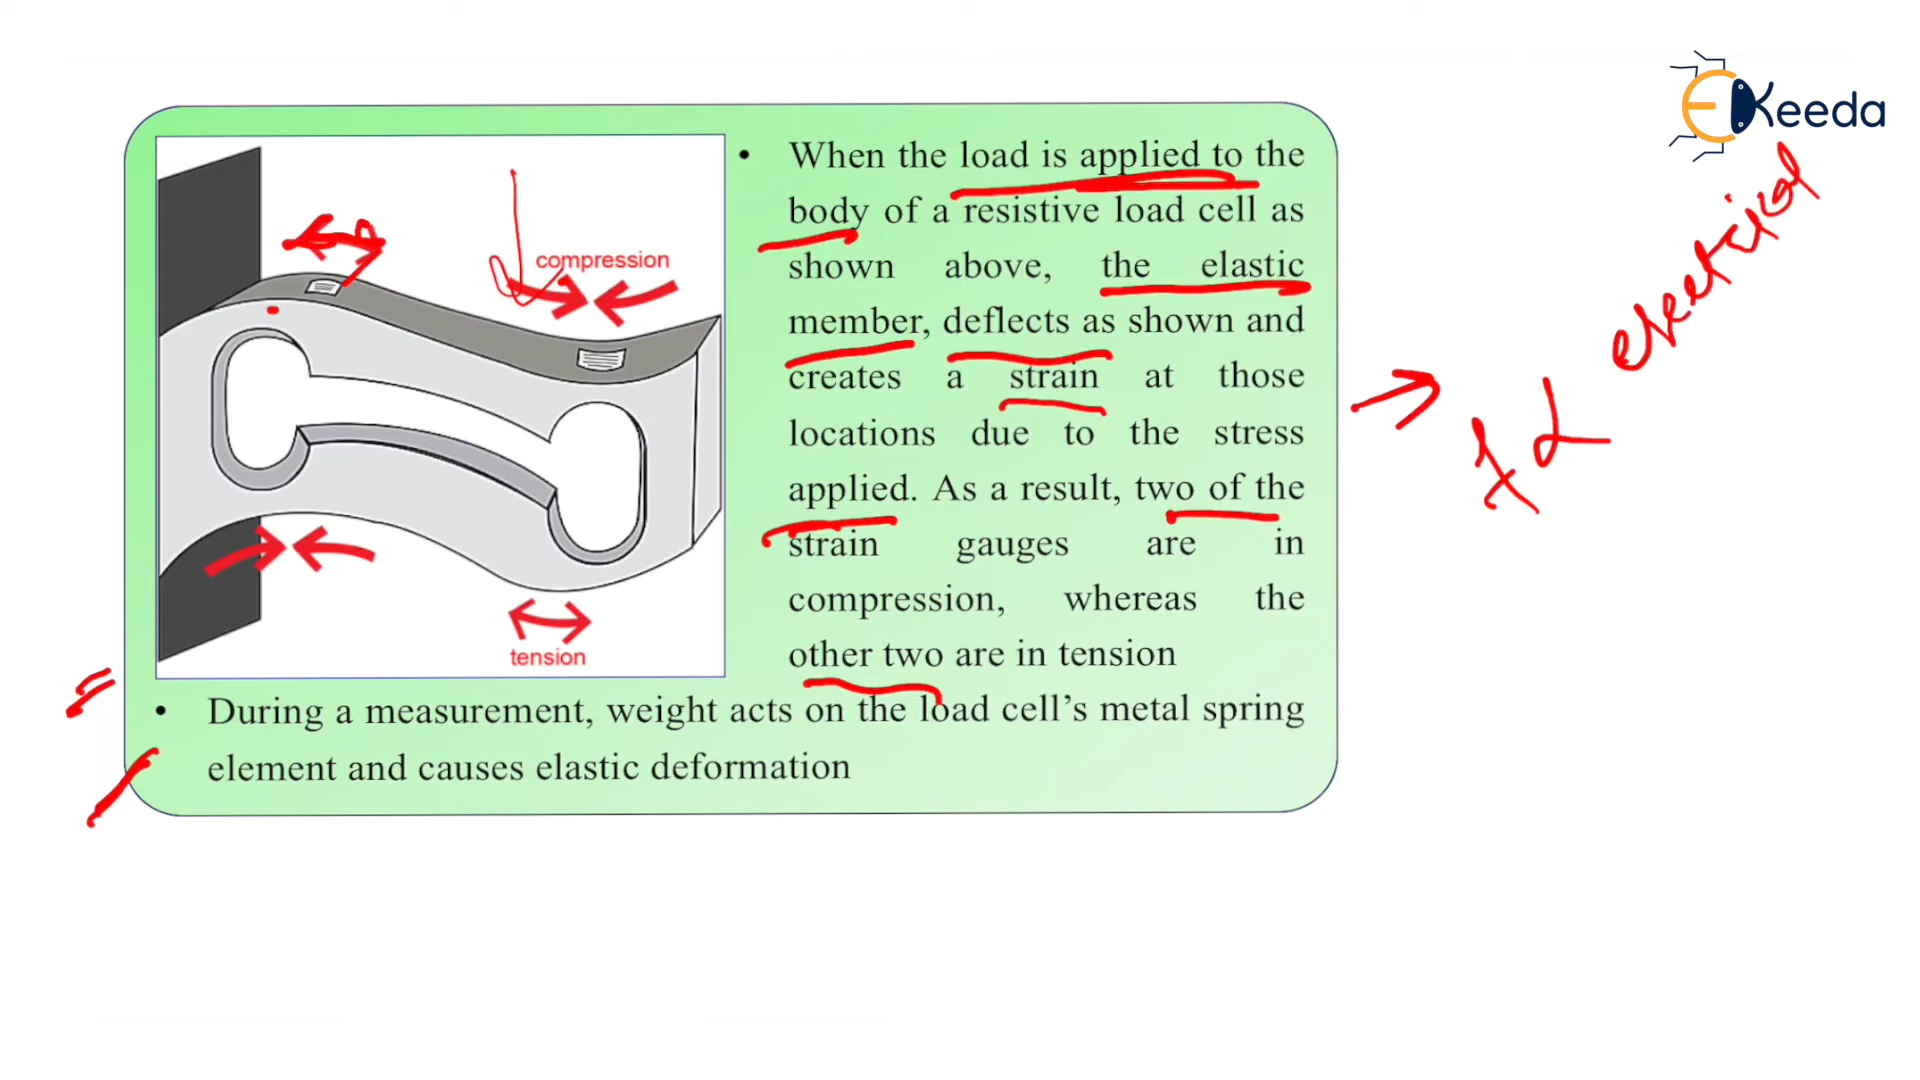 EKeeda
• When the load is applied to the
body of a resistive load cell as
shown above, the elastic
member, deflects as shown and
creates a strain at those
locations due to the stress
applied. As a result, two of the
strain gauges are in
compression, whereas the
other two are in tension
compression
tension
• During a measurement, weight acts on the load cell’s metal spring
element and causes elastic deformation
electrical